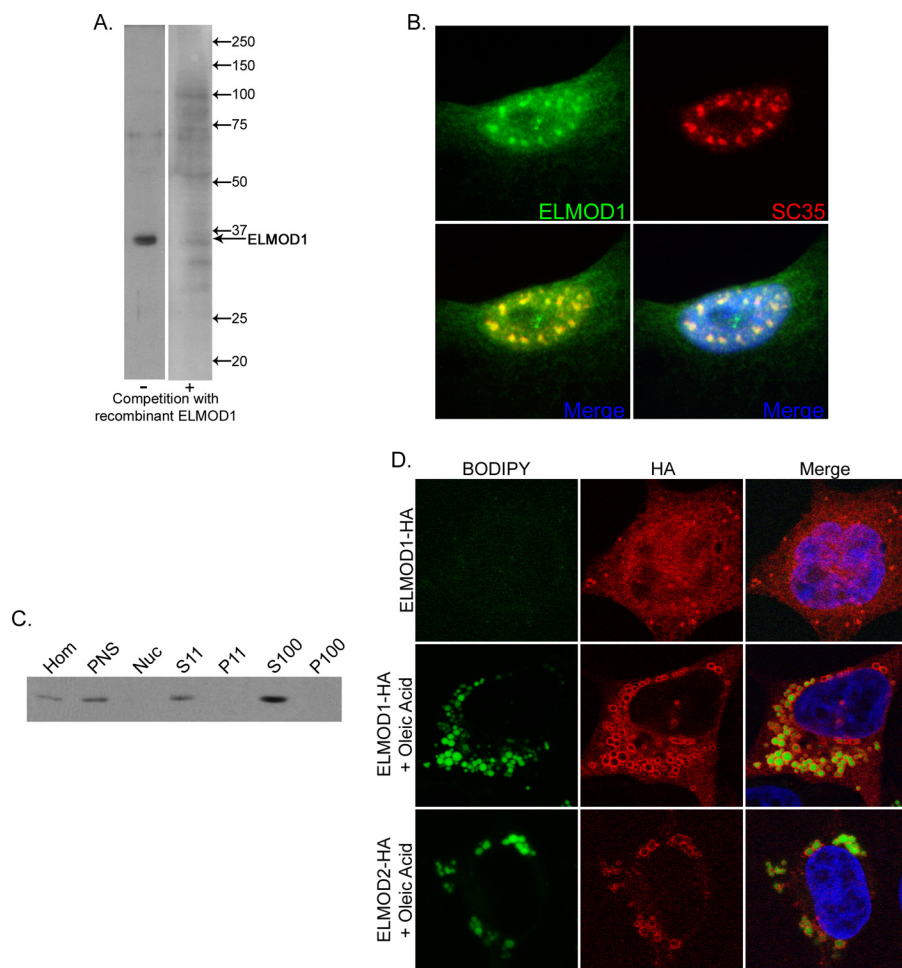 A.
250
150
100
75
50
37
ELMOD1
25
20
- +
Competition with
recombinant ELMOD1
B.
ELMOD1
SC35
Merge
Merge
C.
Hom PNS Nuc S11 P11 S100 P100
D.
BODIPY HA Merge
ELMOD1-HA
ELMOD1-HA
+ Oleic Acid
ELMOD2-HA
+ Oleic Acid